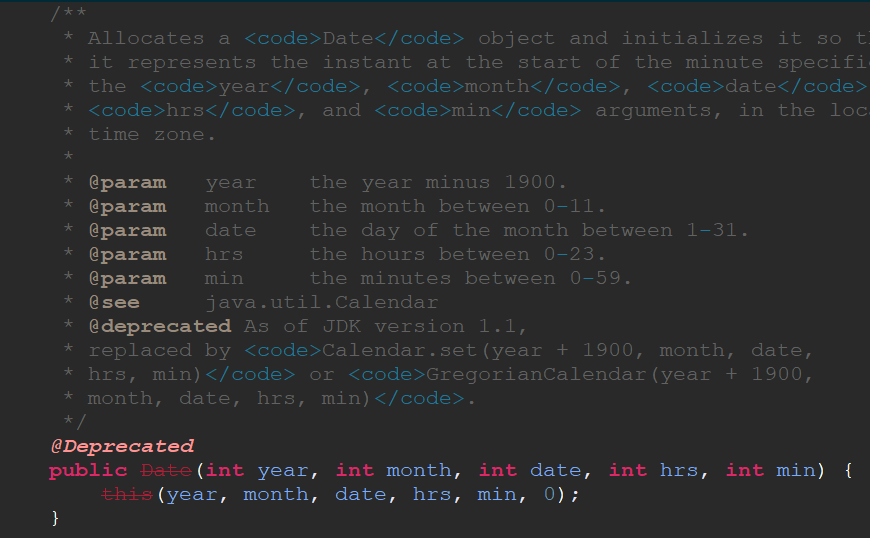 /**
* Allocates a <code>Date</code> object and initializes it so
* it represents the instant at the start of the minute
* the <code>year</code>, <code>month</code>, <code>date</code>
* <code>hrs</code>, and <code>min</code> arguments, in the
* time zone.
*
* @param year the year minus 1900.
* @param month the month between 0-11.
* @param date the day of the month between 1-31.
* @param hrs the hours between 0-23.
* @param min the minutes between 0-59.
* @see java.util.Calendar
* @deprecated As of JDK version 1.1,
* replaced by <code>Calendar.set(year + 1900, month, date,
* hrs, min)</code> or <code>GregorianCalendar(year + 1900,
* month, date, hrs, min)</code>.
*/
@Deprecated
public Date(int year, int month, int date, int hrs, int min) {
this(year, month, date, hrs, min, 0);
}